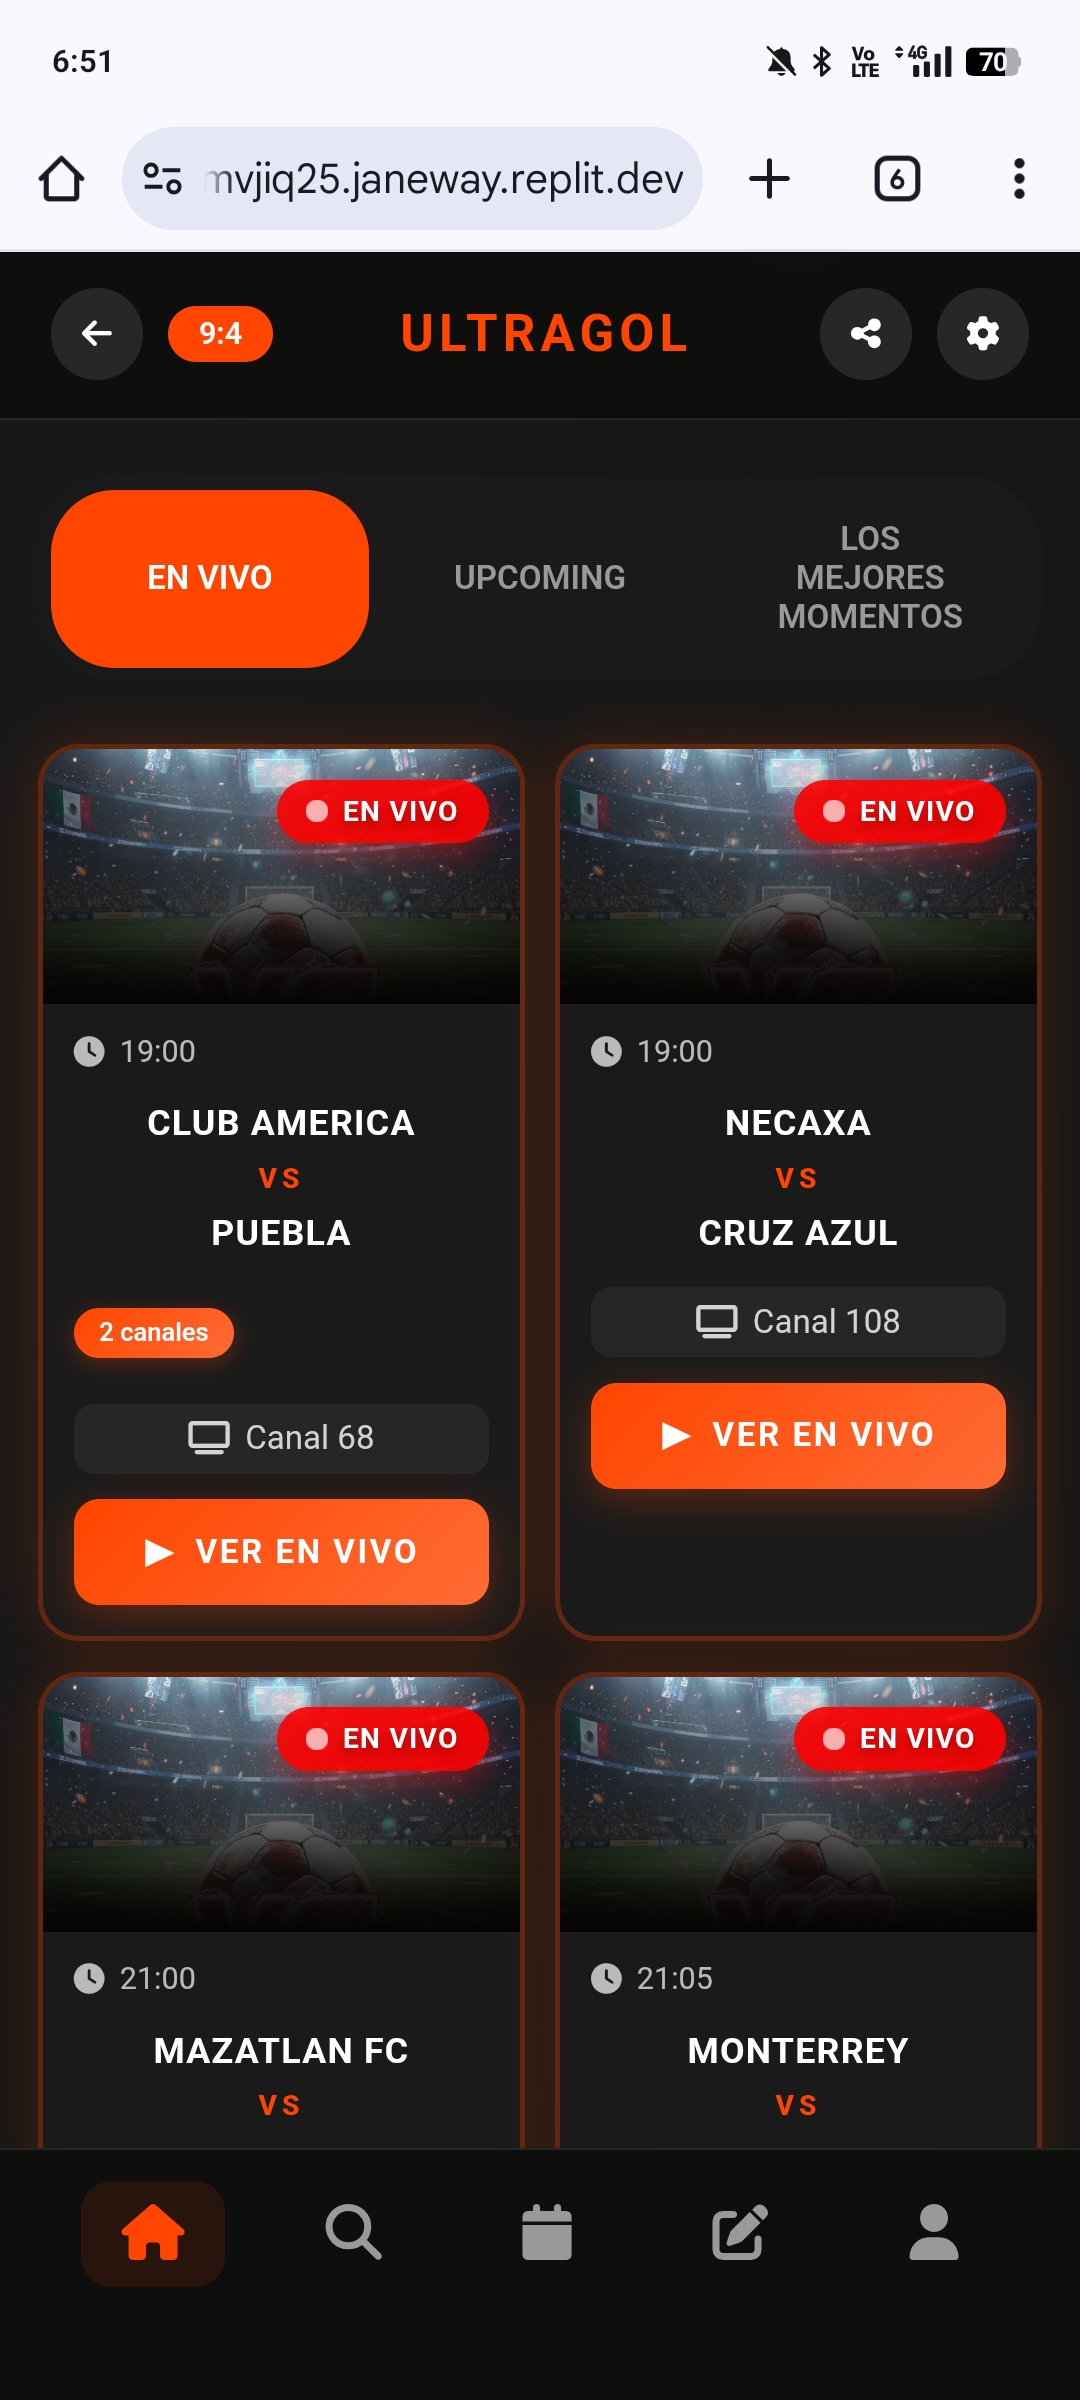 6:51
Vo
LTE
4G
70
mvjiq25.janeway.replit.dev
6
9:4
ULTRAGOL
EN VIVO
UPCOMING
LOS
MEJORES
MOMENTOS
EN VIVO
19:00
CLUB AMERICA
VS
PUEBLA
2 canales
Canal 68
VER EN VIVO
EN VIVO
19:00
NECAXA
VS
CRUZ AZUL
Canal 108
VER EN VIVO
EN VIVO
21:00
MAZATLAN FC
VS
EN VIVO
21:05
MONTERREY
VS